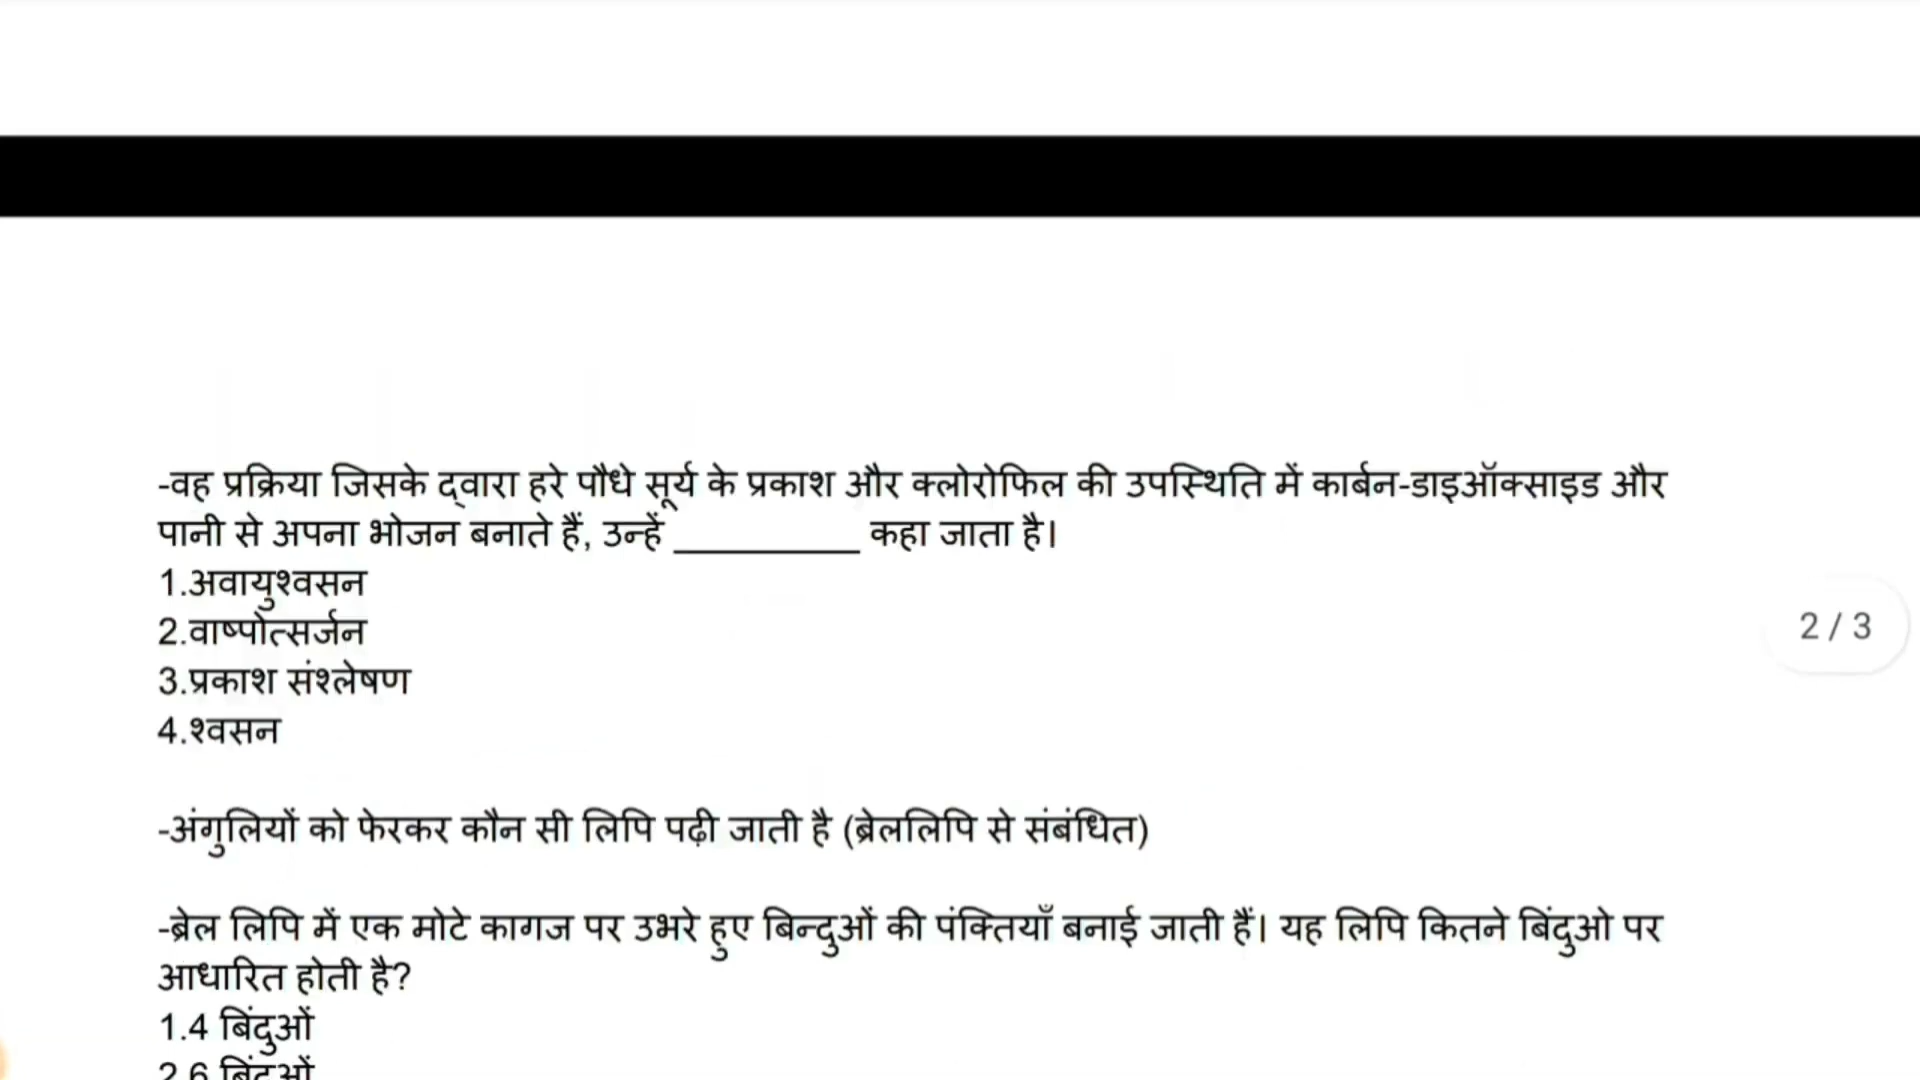 -वह प्रक्रिया जिसके द्वारा हरे पौधे सूर्य के प्रकाश और क्लोरोफिल की उपस्थिति में कार्बन-डाइऑक्साइड और
पानी से अपना भोजन बनाते हैं, उन्हें __________ कहा जाता है।
1.अवायुश्वसन
2.वाष्पोत्सर्जन
2 / 3
3.प्रकाश संश्लेषण
4.श्वसन
-अंगुलियों को फेरकर कौन सी लिपि पढ़ी जाती है (ब्रेललिपि से संबंधित)
-ब्रेल लिपि में एक मोटे कागज पर उभरे हुए बिन्दुओं की पंक्तियाँ बनाई जाती हैं। यह लिपि कितने बिंदुओ पर
आधारित होती है?
1.4 बिंदुओं
2.6 बिंदुओं